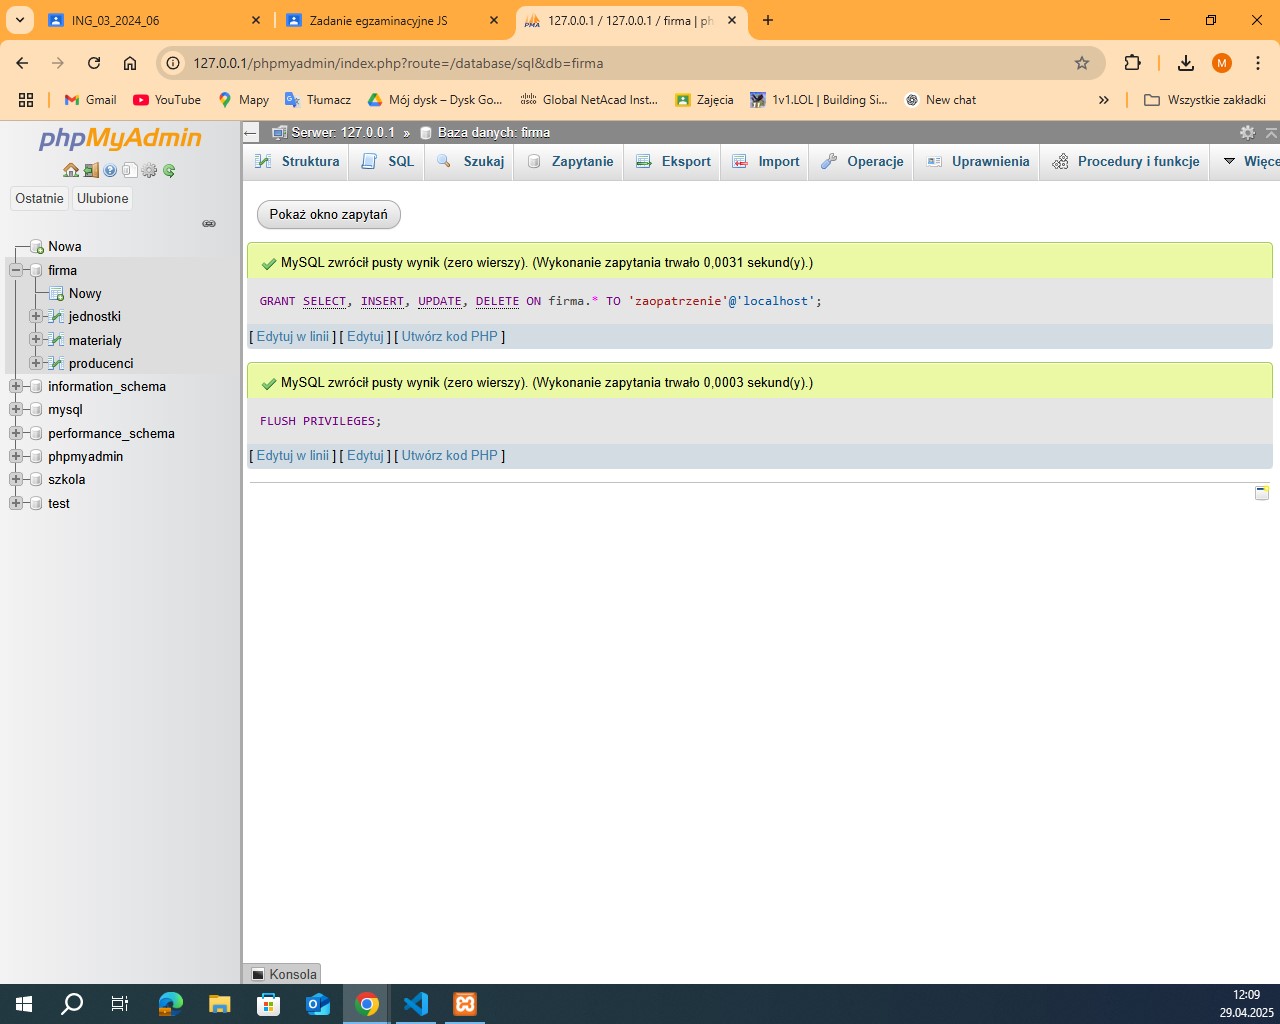 ING_03_2024_06
Zadanie egzaminacyjne JS
127.0.0.1 / 127.0.0.1 / firma | ph
127.0.0.1/phpmyadmin/index.php?route=/database/sql&db=firma
M
Gmail
YouTube
Mapy
Tłumacz
Mój dysk – Dysk Go...
Global NetAcad Inst...
Zajęcia
1v1.LOL | Building Si...
New chat
Wszystkie zakładki
phpMyAdmin
Ostatnie
Ulubione
Nowa
firma
Nowy
jednostki
materialy
producenci
information_schema
mysql
performance_schema
phpmyadmin
szkola
test
Serwer: 127.0.0.1 » Baza danych: firma
Struktura
SQL
Szukaj
Zapytanie
Eksport
Import
Operacje
Uprawnienia
Procedury i funkcje
Więce
Pokaż okno zapytań
MySQL zwrócił pusty wynik (zero wierszy). (Wykonanie zapytania trwało 0,0031 sekund(y).)
GRANT SELECT, INSERT, UPDATE, DELETE ON firma.* TO 'zaopatrzenie'@'localhost';
[ Edytuj w linii ] [ Edytuj ] [ Utwórz kod PHP ]
MySQL zwrócił pusty wynik (zero wierszy). (Wykonanie zapytania trwało 0,0003 sekund(y).)
FLUSH PRIVILEGES;
[ Edytuj w linii ] [ Edytuj ] [ Utwórz kod PHP ]
Konsola
12:09
29.04.2025